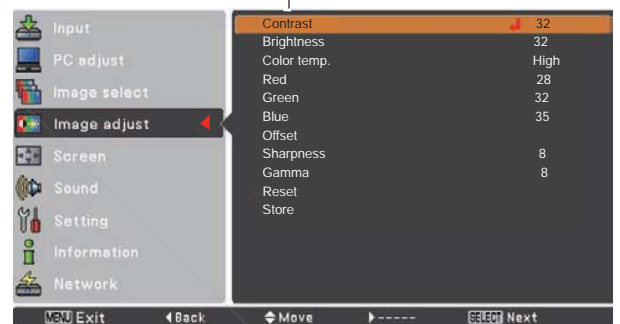 Input
PC adjust
Image select
Image adjust
Screen
Sound
Setting
Information
Network
Contrast 32
Brightness 32
Color temp. High
Red 28
Green 32
Blue 35
Offset
Sharpness 8
Gamma 8
Reset
Store
MENU Exit Back Move ----- SELECT Next